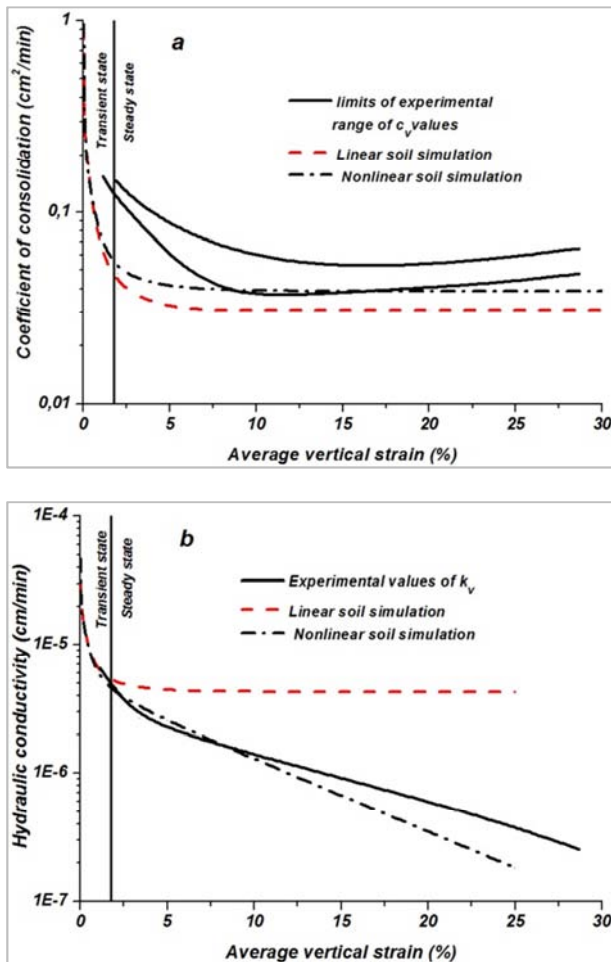 a
Coefficient of consolidation (cm²/min)
1
0,1
0,01
Transient state
Steady state
limits of experimental
range of cᵥ values
Linear soil simulation
Nonlinear soil simulation
0 5 10 15 20 25 30
Average vertical strain (%)
b
Hydraulic conductivity (cm/min)
1E-4
1E-5
1E-6
1E-7
Transient state
Steady state
Experimental values of kᵥ
Linear soil simulation
Nonlinear soil simulation
0 5 10 15 20 25 30
Average vertical strain (%)